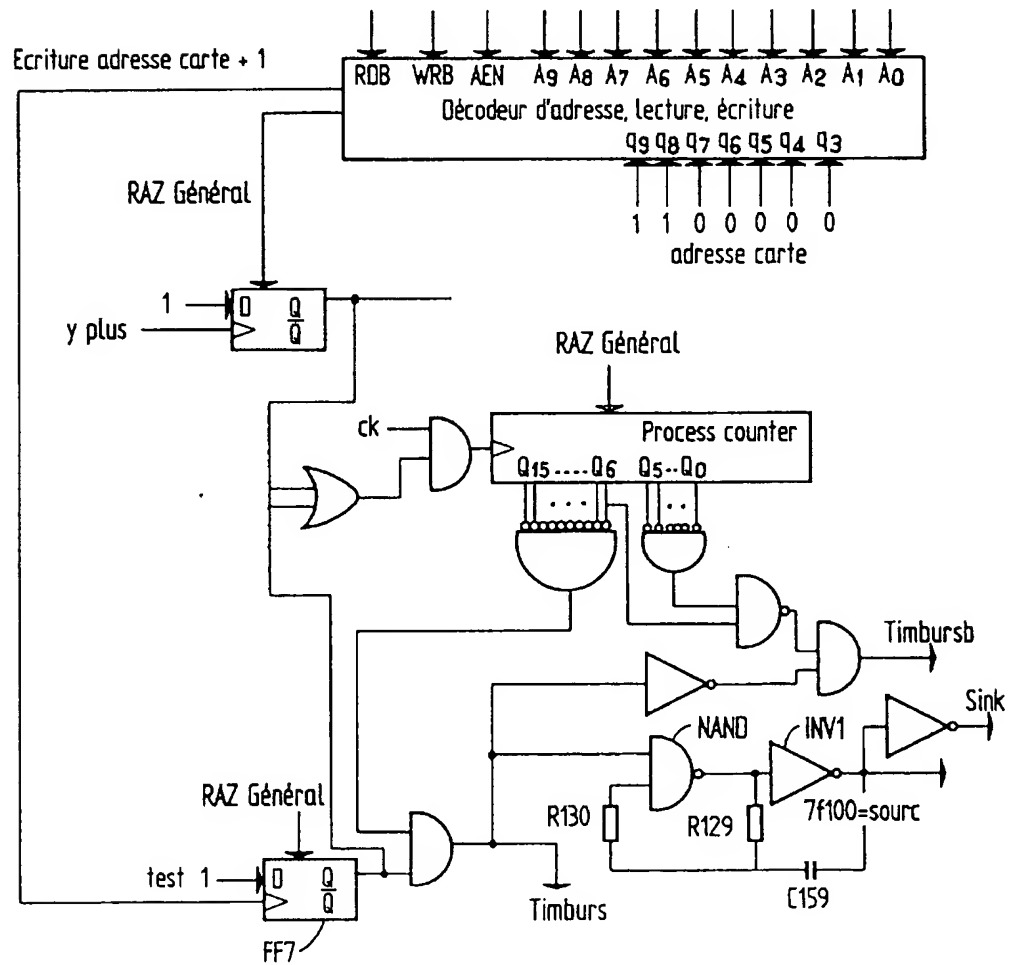 Ecriture adresse carte + 1
RDB WRB AEN A9 A8 A7 A6 A5 A4 A3 A2 A1 A0
Décodeur d'adresse, lecture, écriture
q9 q8 q7 q6 q5 q4 q3
1 1 0 0 0 0 0
adresse carte
RAZ Général
1
D Q
Q
y plus
RAZ Général
ck
Process counter
Q15 ..... Q6 Q5 .. Q0
... ..
Timbursb
Sink
NAND
INV1
7f100=sourc
R130
R129
C159
RAZ Général
test 1
D Q
Q
Timburs
FF7